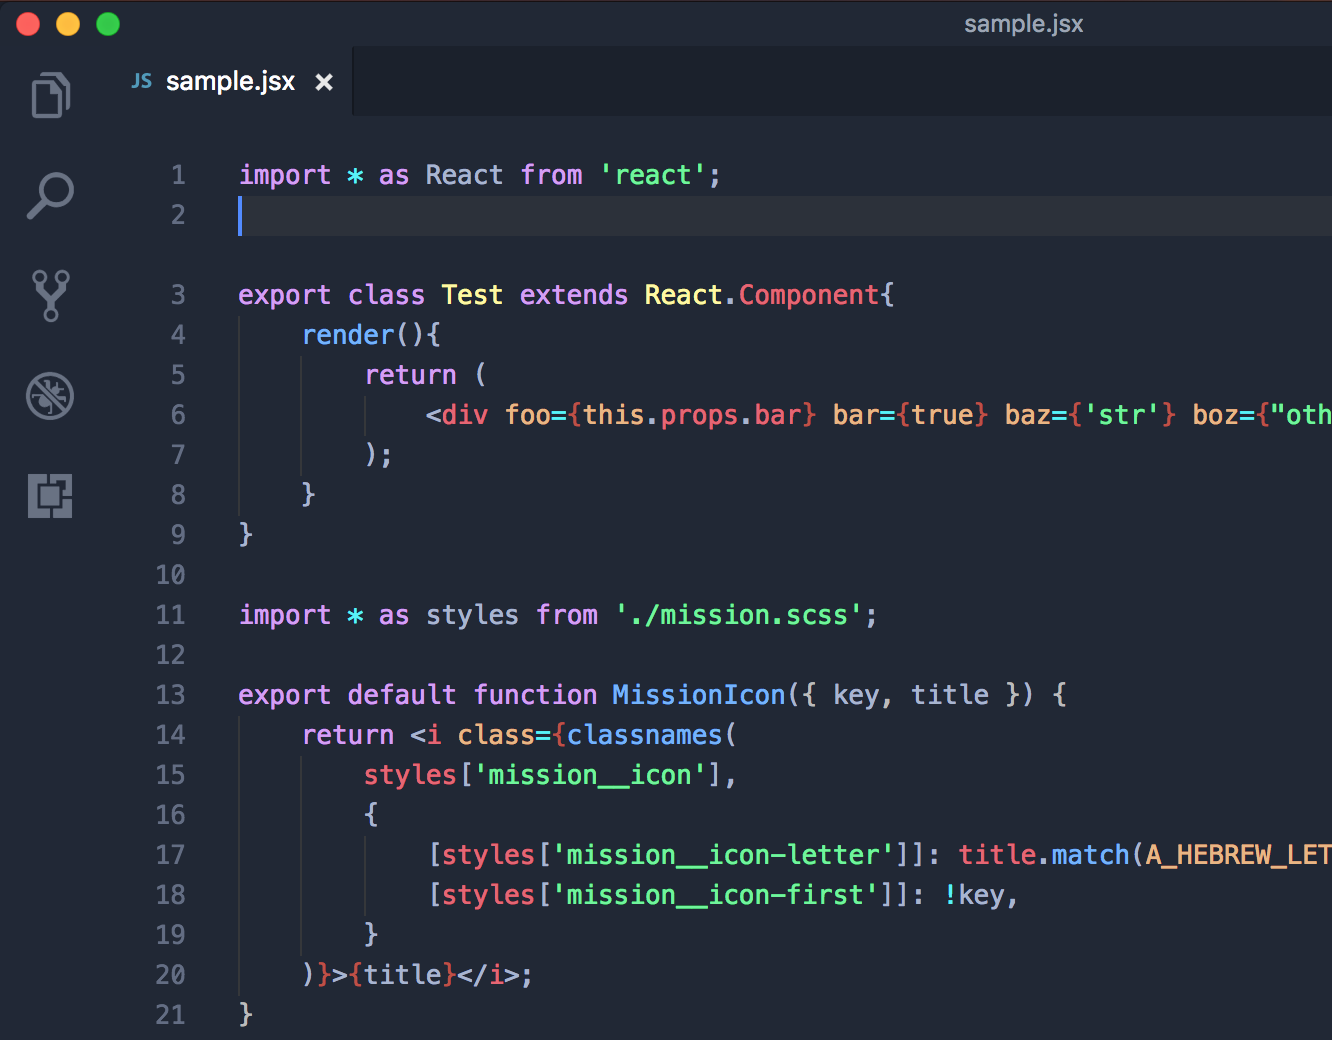 sample.jsx
JS sample.jsx ×
1 import * as React from 'react';
2
3 export class Test extends React.Component{
4     render(){
5         return (
6             <div foo={this.props.bar} bar={true} baz={'str'} boz={"oth
7         );
8     }
9 }
10
11 import * as styles from './mission.scss';
12
13 export default function MissionIcon({ key, title }) {
14     return <i class={classnames(
15         styles['mission__icon'],
16         {
17             [styles['mission__icon-letter']]: title.match(A_HEBREW_LET
18             [styles['mission__icon-first']]: !key,
19         }
20     )}>{title}</i>;
21 }